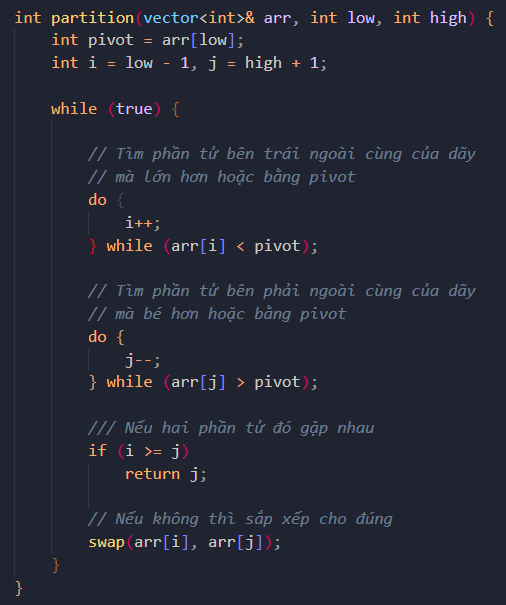 int partition(vector<int>& arr, int low, int high) {
    int pivot = arr[low];
    int i = low - 1, j = high + 1;

    while (true) {

        // Tìm phần tử bên trái ngoài cùng của dãy
        // mà lớn hơn hoặc bằng pivot
        do {
            i++;
        } while (arr[i] < pivot);

        // Tìm phần tử bên phải ngoài cùng của dãy
        // mà bé hơn hoặc bằng pivot
        do {
            j--;
        } while (arr[j] > pivot);

        /// Nếu hai phần tử đó gặp nhau
        if (i >= j)
            return j;

        // Nếu không thì sắp xếp cho đúng
        swap(arr[i], arr[j]);
    }
}